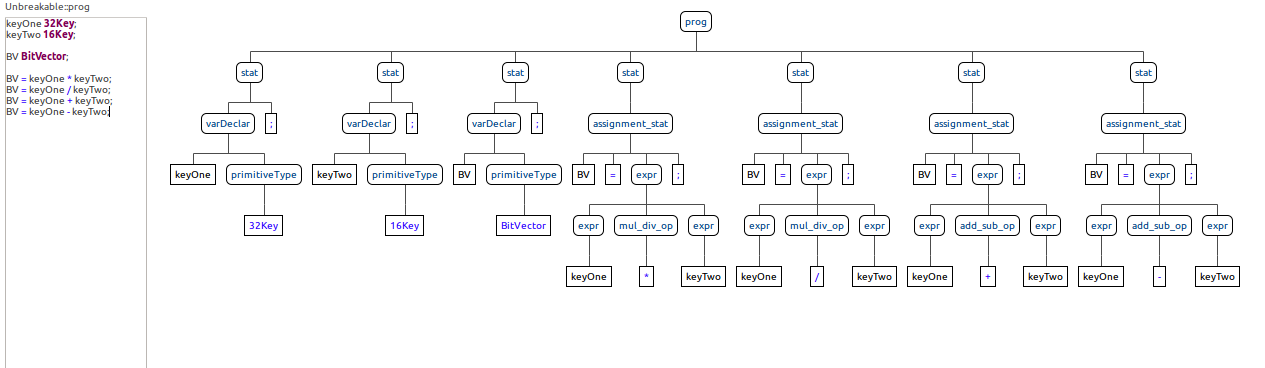 Unbreakable::prog
keyOne 32Key;
keyTwo 16Key;
BV BitVector;
BV = keyOne * keyTwo;
BV = keyOne / keyTwo;
BV = keyOne + keyTwo;
BV = keyOne - keyTwo;
prog
stat stat stat stat stat stat stat
varDeclar ; varDeclar ; varDeclar ; assignment_stat assignment_stat assignment_stat assignment_stat
keyOne primitiveType keyTwo primitiveType BV primitiveType BV = expr ; BV = expr ; BV = expr ; BV = expr ;
32Key 16Key BitVector expr mul_div_op expr expr mul_div_op expr expr add_sub_op expr expr add_sub_op expr
keyOne * keyTwo keyOne / keyTwo keyOne + keyTwo keyOne - keyTwo